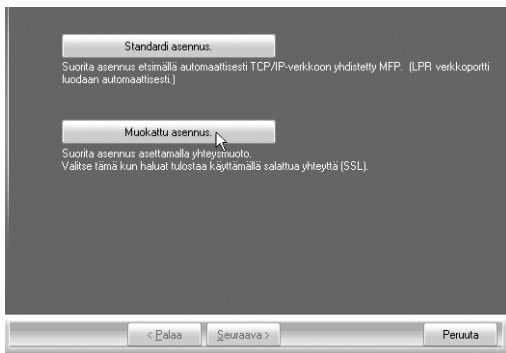 Standardi asennus.
Suorita asennus etsimällä automaattisesti TCP/IP-verkkoon yhdistetty MFP. (LPR verkkoportti
luodaan automaattisesti.)
Muokattu asennus.
Suorita asennus asettamalla yhteysmuoto.
Valitse tämä kun haluat tulostaa käyttämällä salattua yhteyttä (SSL).
< Palaa
Seuraava >
Peruuta